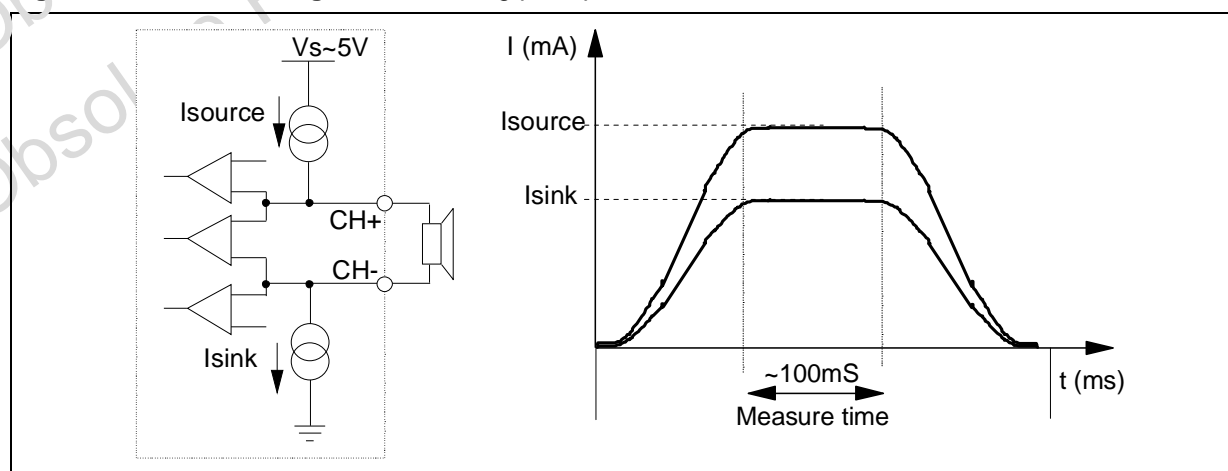 Vs~5V
Isource
CH+
CH-
Isink
I (mA)
Isource
Isink
~100mS
Measure time
t (ms)